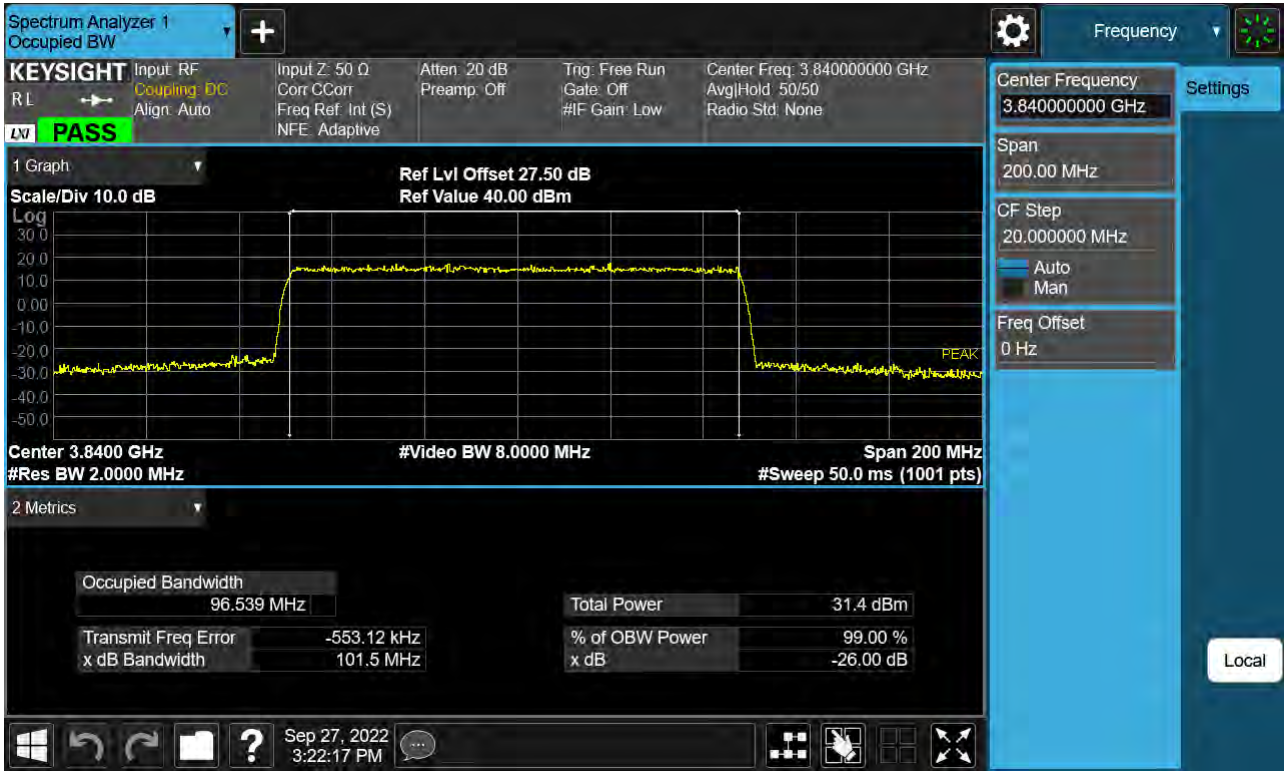 Spectrum Analyzer 1
Occupied BW
▼
+
Frequency
▼
KEYSIGHT
RL
LXI
PASS
Input: RF
Coupling: DC
Align: Auto
Input Z: 50 Ω
Corr CCorr
Freq Ref: Int (S)
NFE: Adaptive
Atten: 20 dB
Preamp: Off
Trig: Free Run
Gate: Off
#IF Gain: Low
Center Freq: 3.840000000 GHz
Avg|Hold: 50/50
Radio Std: None
Center Frequency
3.840000000 GHz
Settings
Span
200.00 MHz
CF Step
20.000000 MHz
Auto
Man
Freq Offset
0 Hz
Local
1 Graph
▼
Scale/Div 10.0 dB
Ref Lvl Offset 27.50 dB
Ref Value 40.00 dBm
Log
30.0
20.0
10.0
0.00
-10.0
-20.0
-30.0
-40.0
-50.0
PEAK
Center 3.8400 GHz
#Video BW 8.0000 MHz
Span 200 MHz
#Res BW 2.0000 MHz
#Sweep 50.0 ms (1001 pts)
2 Metrics
▼
Occupied Bandwidth
96.539 MHz
Total Power 31.4 dBm
Transmit Freq Error -553.12 kHz
% of OBW Power 99.00 %
x dB Bandwidth 101.5 MHz
x dB -26.00 dB
?
Sep 27, 2022
3:22:17 PM